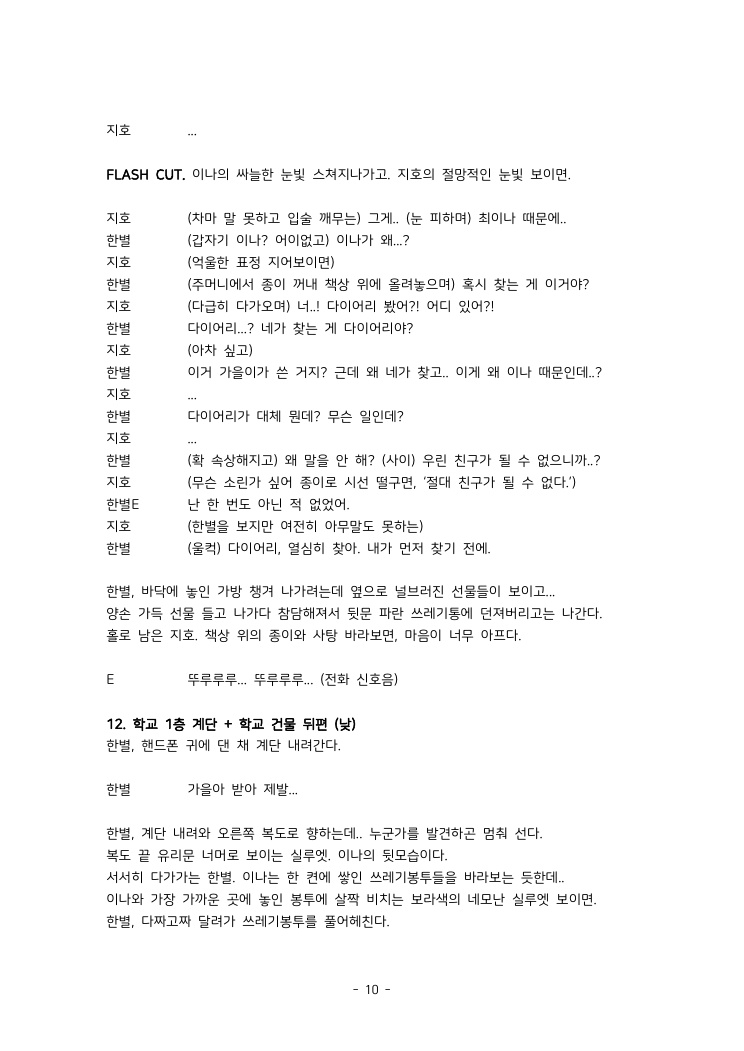 지호 ...
FLASH CUT. 이나의 싸늘한 눈빛 스쳐지나가고. 지호의 절망적인 눈빛 보이면.
지호 (차마 말 못하고 입술 깨무는) 그게.. (눈 피하며) 최이나 때문에..
한별 (갑자기 이나? 어이없고) 이나가 왜...?
지호 (억울한 표정 지어보이면)
한별 (주머니에서 종이 꺼내 책상 위에 올려놓으며) 혹시 찾는 게 이거야?
지호 (다급히 다가오며) 너..! 다이어리 봤어?! 어디 있어?!
한별 다이어리...? 네가 찾는 게 다이어리야?
지호 (아차 싶고)
한별 이거 가을이가 쓴 거지? 근데 왜 네가 찾고.. 이게 왜 이나 때문인데..?
지호 ...
한별 다이어리가 대체 뭔데? 무슨 일인데?
지호 ...
한별 (확 속상해지고) 왜 말을 안 해? (사이) 우린 친구가 될 수 없으니까..?
지호 (무슨 소린가 싶어 종이로 시선 떨구면, ‘절대 친구가 될 수 없다.’)
한별E 난 한 번도 아닌 적 없었어.
지호 (한별을 보지만 여전히 아무말도 못하는)
한별 (울컥) 다이어리, 열심히 찾아. 내가 먼저 찾기 전에.
한별, 바닥에 놓인 가방 챙겨 나가려는데 옆으로 널브러진 선물들이 보이고...
양손 가득 선물 들고 나가다 참담해져서 뒷문 파란 쓰레기통에 던져버리고는 나간다.
홀로 남은 지호. 책상 위의 종이와 사탕 바라보면, 마음이 너무 아프다.
E 뚜루루루... 뚜루루루... (전화 신호음)
12. 학교 1층 계단 + 학교 건물 뒤편 (낮)
한별, 핸드폰 귀에 댄 채 계단 내려간다.
한별 가을아 받아 제발...
한별, 계단 내려와 오른쪽 복도로 향하는데.. 누군가를 발견하곤 멈춰 선다.
복도 끝 유리문 너머로 보이는 실루엣. 이나의 뒷모습이다.
서서히 다가가는 한별. 이나는 한 켠에 쌓인 쓰레기봉투들을 바라보는 듯한데..
이나와 가장 가까운 곳에 놓인 봉투에 살짝 비치는 보라색의 네모난 실루엣 보이면.
한별, 다짜고짜 달려가 쓰레기봉투를 풀어헤친다.
- 10 -